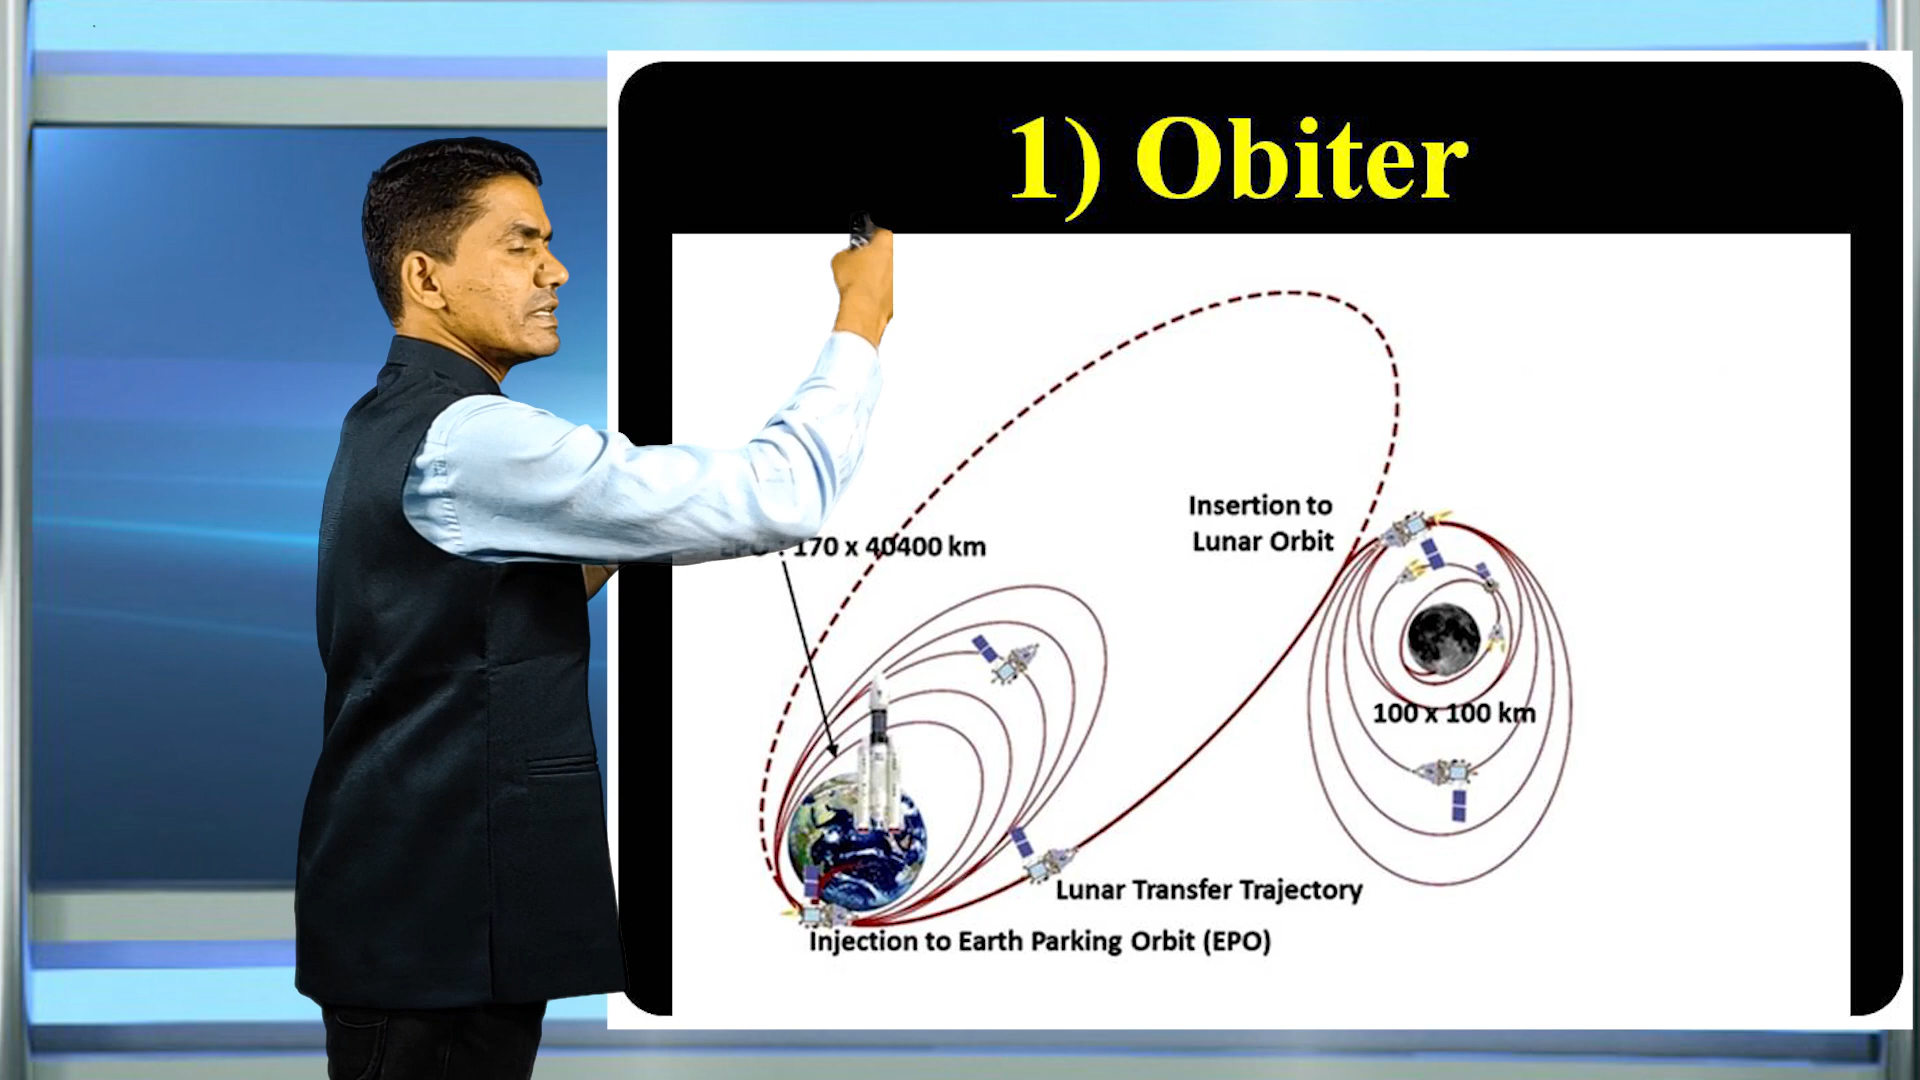 1) Obiter
Insertion to
Lunar Orbit
EPO : 170 x 40400 km
100 x 100 km
Lunar Transfer Trajectory
Injection to Earth Parking Orbit (EPO)